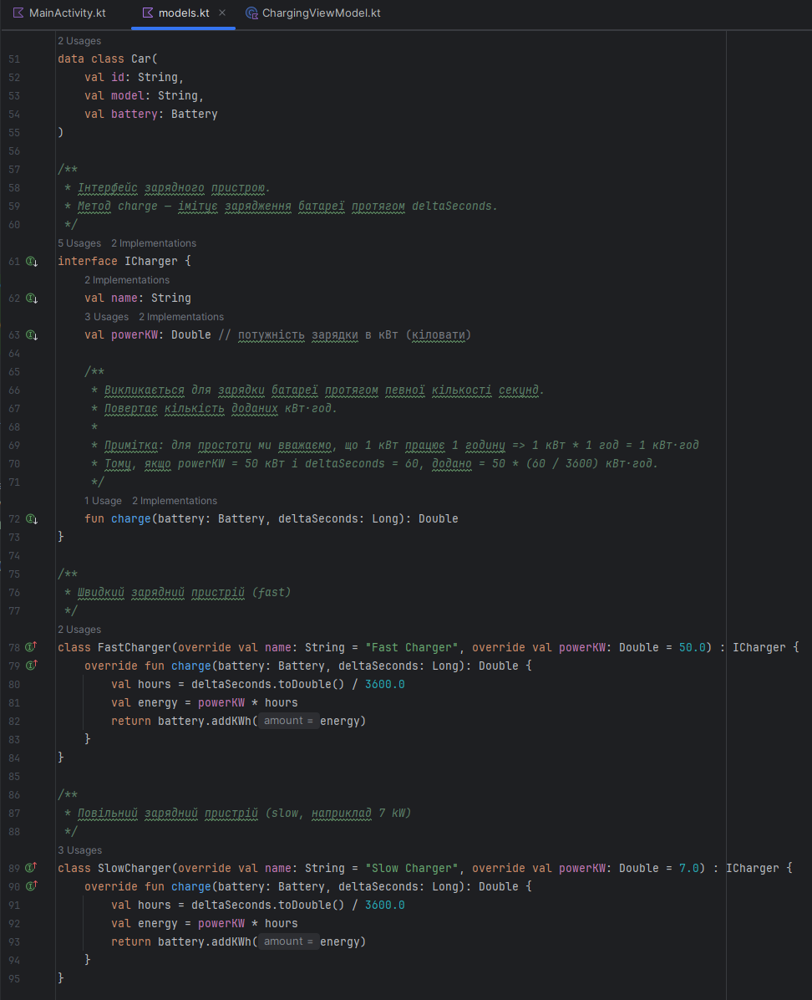 MainActivity.kt models.kt ChargingViewModel.kt
2 Usages
51 data class Car(
52 val id: String,
53 val model: String,
54 val battery: Battery
55 )
56
57 /**
58 * Інтерфейс зарядного пристрою.
59 * Метод charge — імітує зарядження батареї протягом deltaSeconds.
60 */
5 Usages 2 Implementations
61 interface ICharger {
2 Implementations
62 val name: String
3 Usages 2 Implementations
63 val powerKW: Double // потужність зарядки в кВт (кіловати)
64
65 /**
66 * Викликається для зарядки батареї протягом певної кількості секунд.
67 * Повертає кількість доданих кВт·год.
68 *
69 * Примітка: для простоти ми вважаємо, що 1 кВт працює 1 годину => 1 кВт * 1 год = 1 кВт·год
70 * Тому, якщо powerKW = 50 кВт і deltaSeconds = 60, додано = 50 * (60 / 3600) кВт·год.
71 */
1 Usage 2 Implementations
72 fun charge(battery: Battery, deltaSeconds: Long): Double
73 }
74
75 /**
76 * Швидкий зарядний пристрій (fast)
77 */
2 Usages
78 class FastCharger(override val name: String = "Fast Charger", override val powerKW: Double = 50.0) : ICharger {
79 override fun charge(battery: Battery, deltaSeconds: Long): Double {
80 val hours = deltaSeconds.toDouble() / 3600.0
81 val energy = powerKW * hours
82 return battery.addKWh( amount = energy)
83 }
84 }
85
86 /**
87 * Повільний зарядний пристрій (slow, наприклад 7 kW)
88 */
3 Usages
89 class SlowCharger(override val name: String = "Slow Charger", override val powerKW: Double = 7.0) : ICharger {
90 override fun charge(battery: Battery, deltaSeconds: Long): Double {
91 val hours = deltaSeconds.toDouble() / 3600.0
92 val energy = powerKW * hours
93 return battery.addKWh( amount = energy)
94 }
95 }